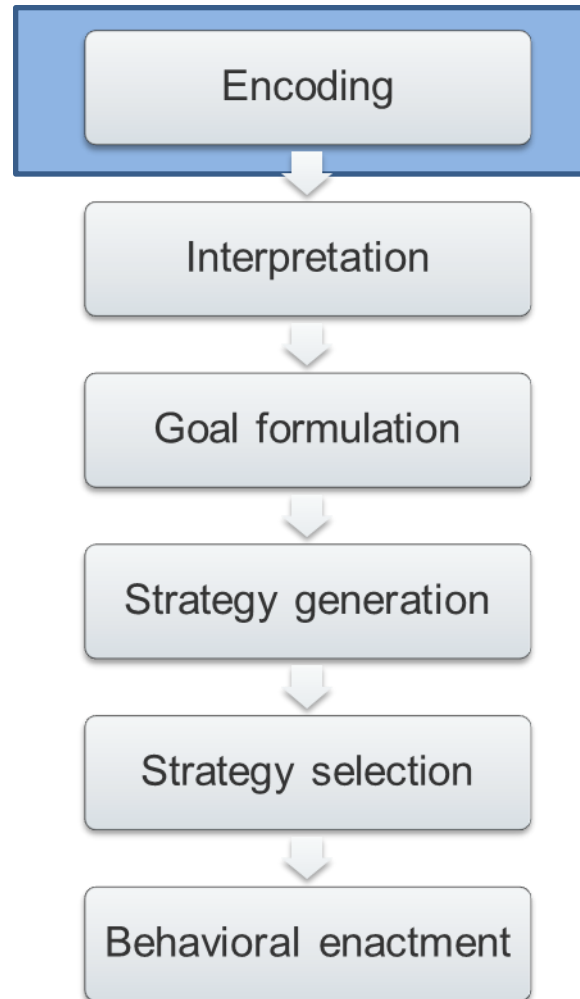 Encoding
Interpretation
Goal formulation
Strategy generation
Strategy selection
Behavioral enactment